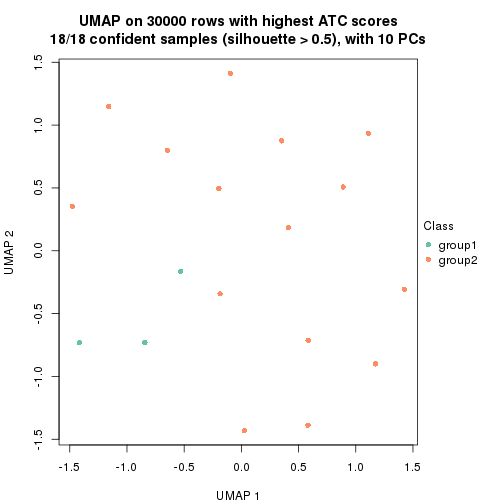 UMAP on 30000 rows with highest ATC scores
18/18 confident samples (silhouette > 0.5), with 10 PCs
1.5
1.0
0.5
0.0
-0.5
-1.0
-1.5
UMAP 2
-1.5 -1.0 -0.5 0.0 0.5 1.0 1.5
UMAP 1
Class
group1
group2